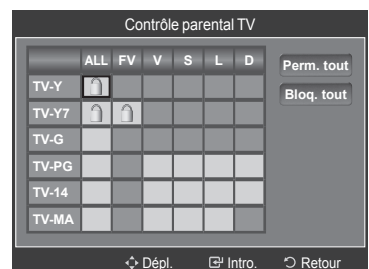 Contrôle parental TV
ALL FV V S L D
Perm. tout
Bloq. tout
TV-Y
TV-Y7
TV-G
TV-PG
TV-14
TV-MA
Dépl. Intro. Retour